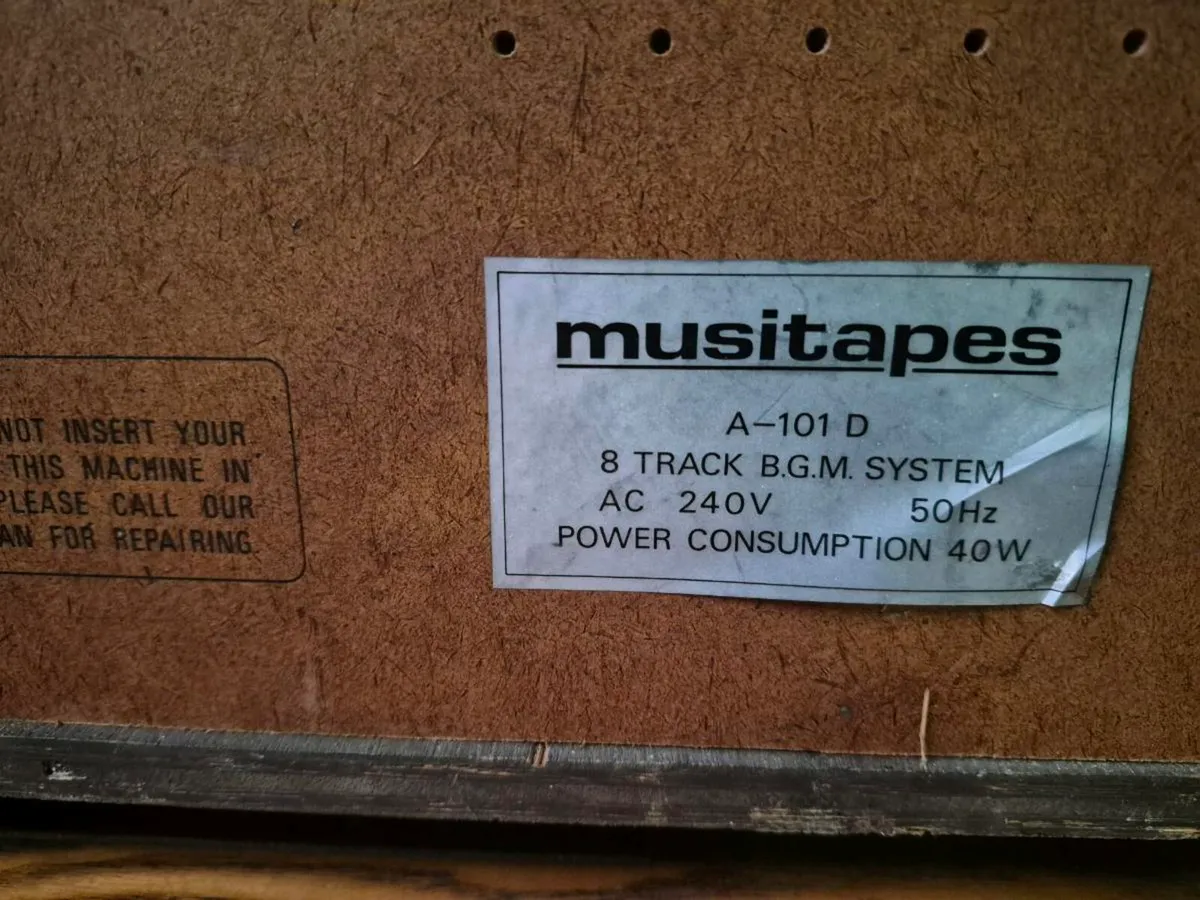 NOT INSERT YOUR
THIS MACHINE IN
PLEASE CALL OUR
AN FOR REPAIRING.
musitapes
A-101 D
8 TRACK B.G.M. SYSTEM
AC 240V 50Hz
POWER CONSUMPTION 40W